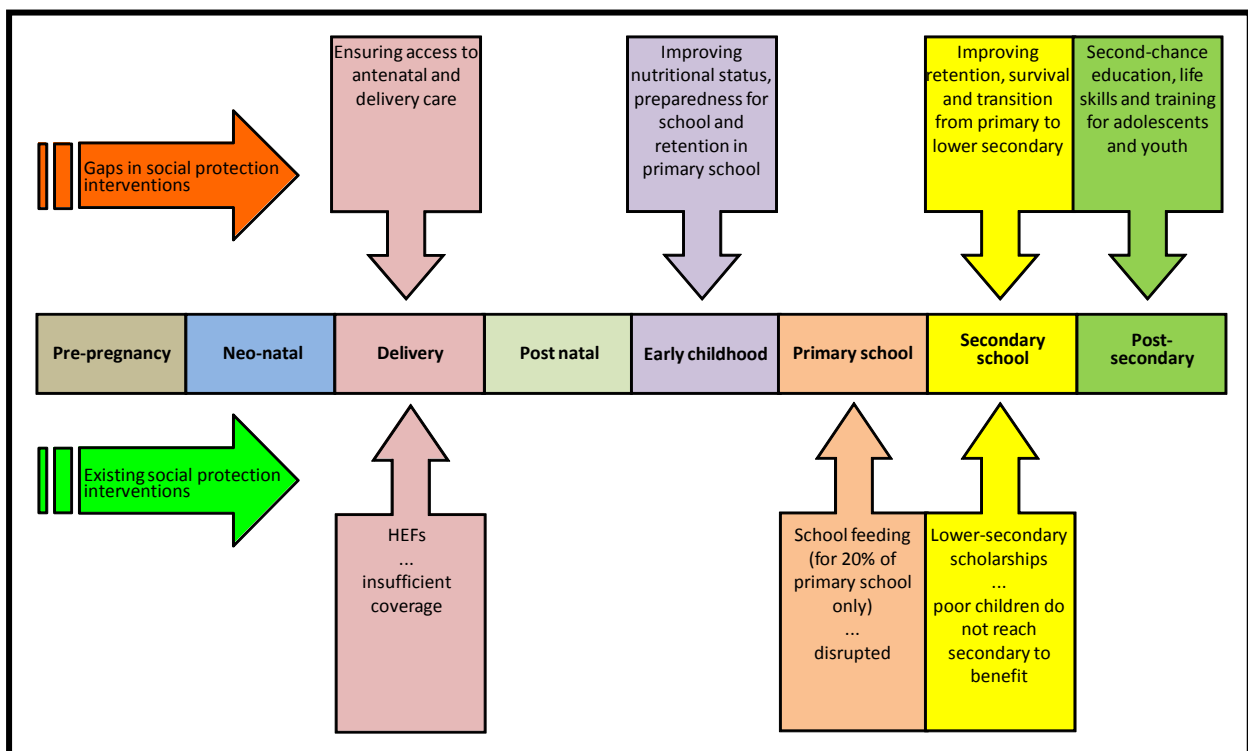 Ensuring access to
antenatal and
delivery care
Improving
nutritional status,
preparedness for
school and
retention in
primary school
Improving
retention, survival
and transition
from primary to
lower secondary
Second-chance
education, life
skills and training
for adolescents
and youth
Gaps in social protection
interventions
Pre-pregnancy
Neo-natal
Delivery
Post natal
Early childhood
Primary school
Secondary
school
Post-
secondary
Existing social protection
interventions
HEFs
...
insufficient
coverage
School feeding
(for 20% of
primary school
only)
...
disrupted
Lower-secondary
scholarships
...
poor children do
not reach
secondary to
benefit